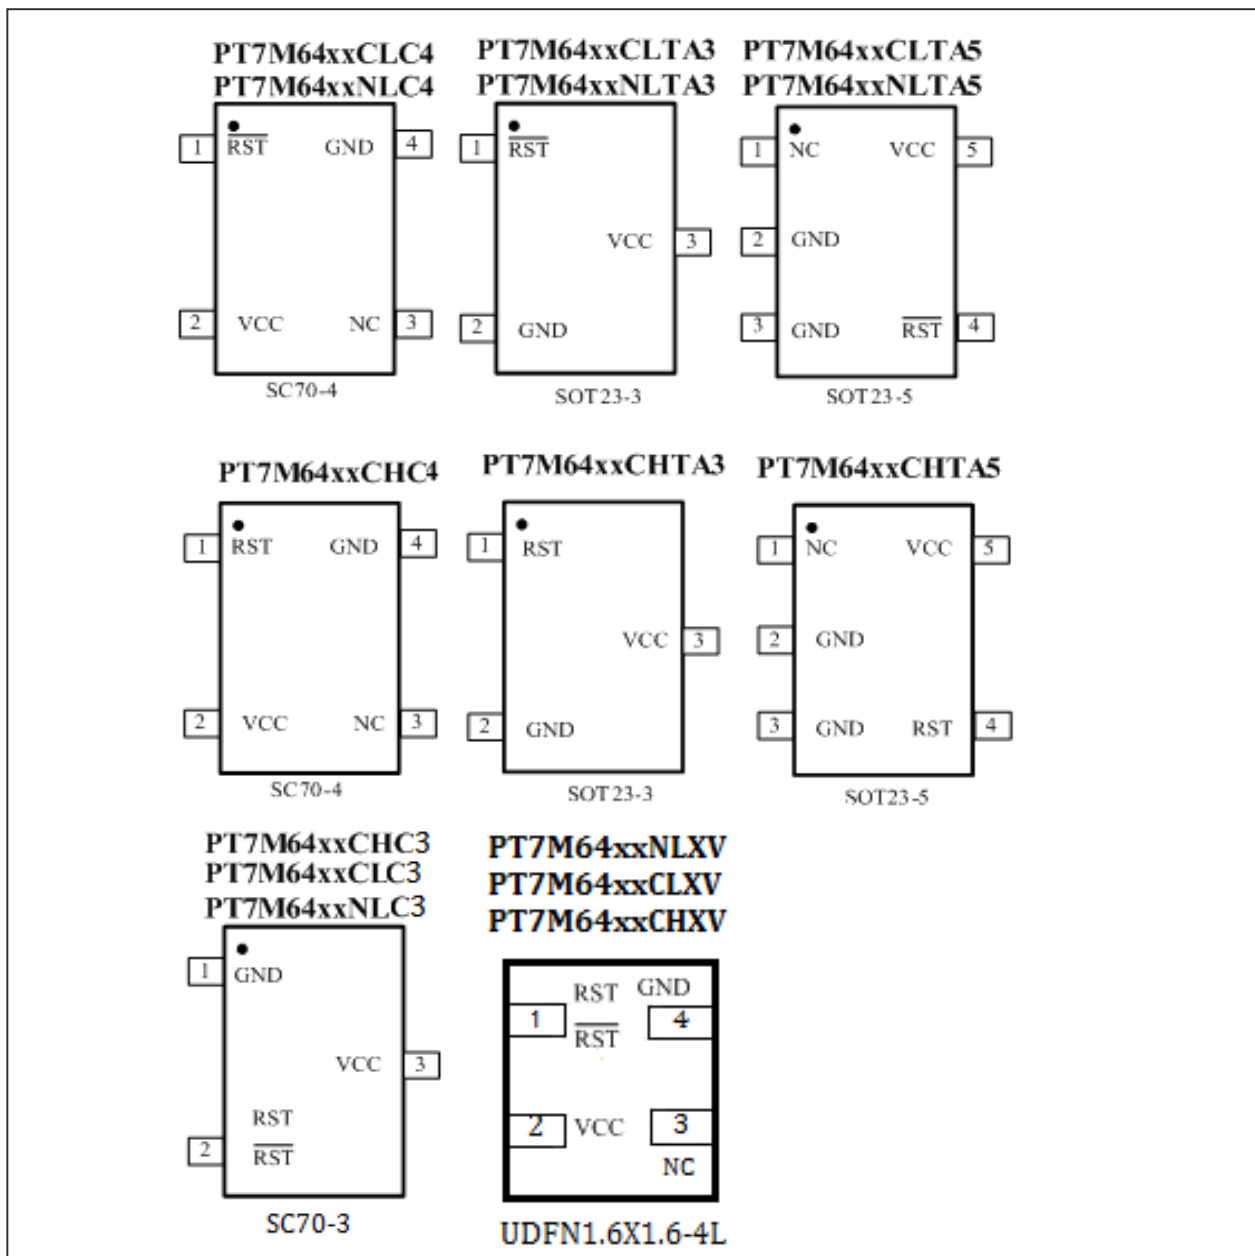 PT7M64xxCLC4
PT7M64xxNLC4
1 RST GND 4
2 VCC NC 3
SC70-4
PT7M64xxCLTA3
PT7M64xxNLTA3
1 RST
VCC 3
2 GND
SOT23-3
PT7M64xxCLTA5
PT7M64xxNLTA5
1 NC VCC 5
2 GND
3 GND RST 4
SOT23-5
PT7M64xxCHC4
1 RST GND 4
2 VCC NC 3
SC70-4
PT7M64xxCHTA3
1 RST
VCC 3
2 GND
SOT23-3
PT7M64xxCHTA5
1 NC VCC 5
2 GND
3 GND RST 4
SOT23-5
PT7M64xxCHC3
PT7M64xxCLC3
PT7M64xxNLC3
1 GND
VCC 3
RST
2 RST
SC70-3
PT7M64xxNLXV
PT7M64xxCLXV
PT7M64xxCHXV
RST GND
1 RST 4
2 VCC 3
NC
UDFN1.6X1.6-4L